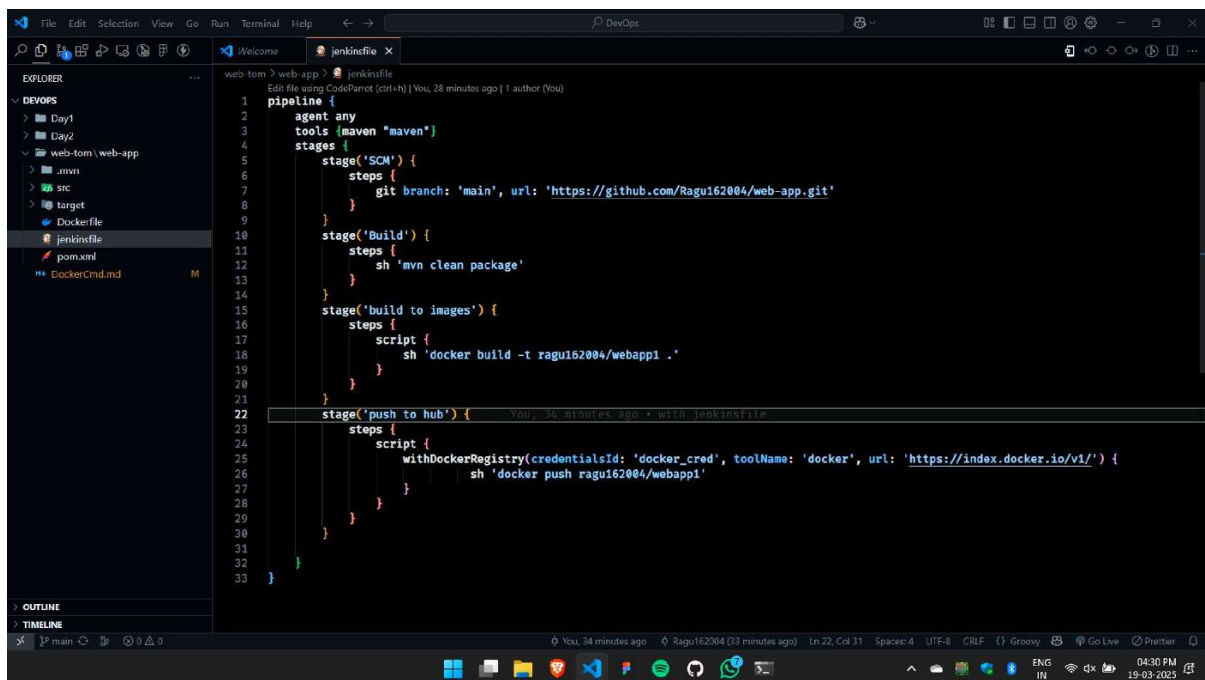 File Edit Selection View Go Run Terminal Help
DevOps
Welcome
jenkinsfile
EXPLORER
DEVOPS
Day1
Day2
web-tom\web-app
.mvn
src
target
Dockerfile
jenkinsfile
pom.xml
DockerCmd.md M
OUTLINE
TIMELINE
web-tom > web-app > jenkinsfile
Edit file using CodeParrot (ctrl+h) | You, 28 minutes ago | 1 author (You)
1 pipeline {
2 agent any
3 tools {maven "maven"}
4 stages {
5 stage('SCM') {
6 steps {
7 git branch: 'main', url: 'https://github.com/Ragu162004/web-app.git'
8 }
9 }
10 stage('Build') {
11 steps {
12 sh 'mvn clean package'
13 }
14 }
15 stage('build to images') {
16 steps {
17 script {
18 sh 'docker build -t ragu162004/webapp1 .'
19 }
20 }
21 }
22 stage('push to hub') { You, 34 minutes ago • with jenkinsfile
23 steps {
24 script {
25 withDockerRegistry(credentialsId: 'docker_cred', toolName: 'docker', url: 'https://index.docker.io/v1/') {
26 sh 'docker push ragu162004/webapp1'
27 }
28 }
29 }
30 }
31
32 }
33 }
main 0 0 You, 34 minutes ago Ragu162004 (33 minutes ago) Ln 22, Col 31 Spaces: 4 UTF-8 CRLF {} Groovy Go Live Prettier
ENG
IN
04:30 PM
19-03-2025